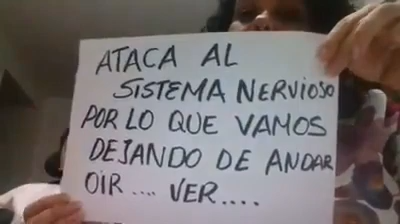 ATACA AL
SISTEMA NERVIOSO
POR LO QUE VAMOS
DEJANDO DE ANDAR
OIR .... VER ....